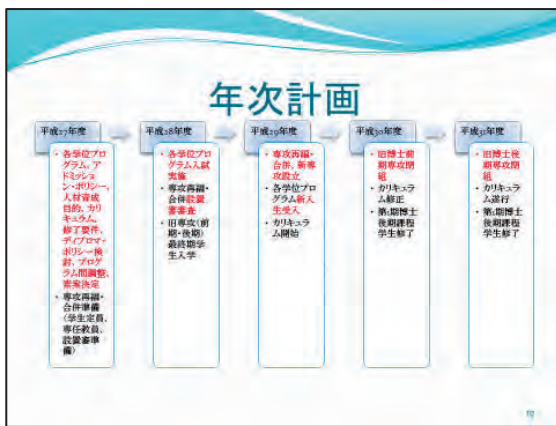 年次計画
平成27年度
・各学位プロ
グラム、ア
ドミッショ
ン・ポリシー、
人材育成
目的、カリ
キュラム、
修了要件、
ディプロマ・
ポリシー検
討、プログ
ラム間調整、
素案決定
・専攻再編・
合併準備
(学生定員、
専任教員、
設置審準
備)
平成28年度
・各学位プロ
グラム入試
実施
・専攻再編・
合併設置
審審査
・旧専攻(前
期・後期)
最終期学
生入学
平成29年度
・専攻再編・
合併、新専
攻設立
・各学位プロ
グラム新入
生受入
・カリキュラ
ム開始
平成30年度
・旧博士前
期専攻閉
組
・カリキュラ
ム修正
・第1期博士
後期課程
学生修了
平成31年度
・旧博士後
期専攻閉
組
・カリキュラ
ム遂行
・第2期博士
後期課程
学生修了